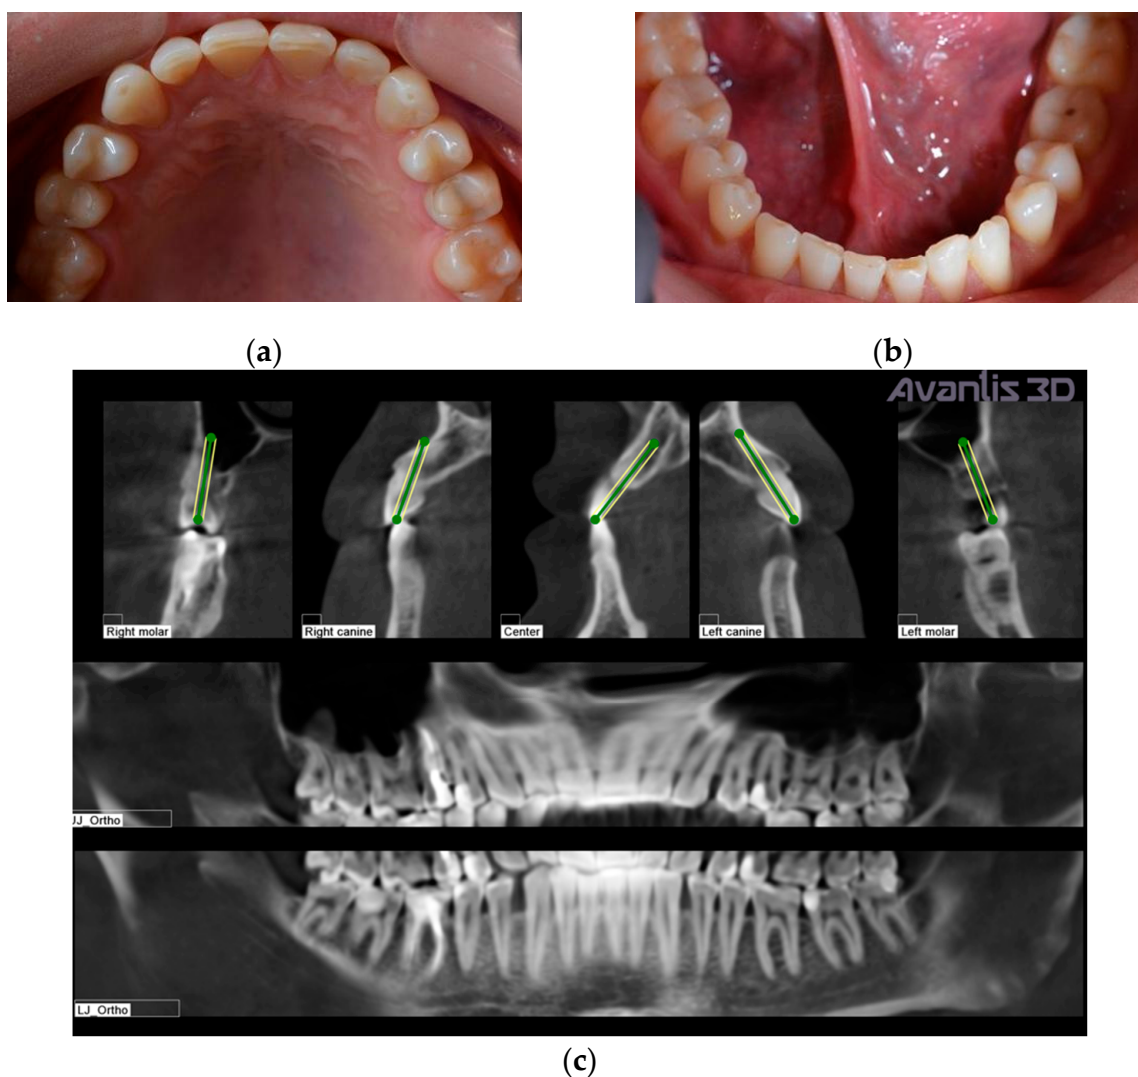 (a)
(b)
Avantis 3D
Right molar
Right canine
Center
Left canine
Left molar
UJ_Ortho
LJ_Ortho
(c)